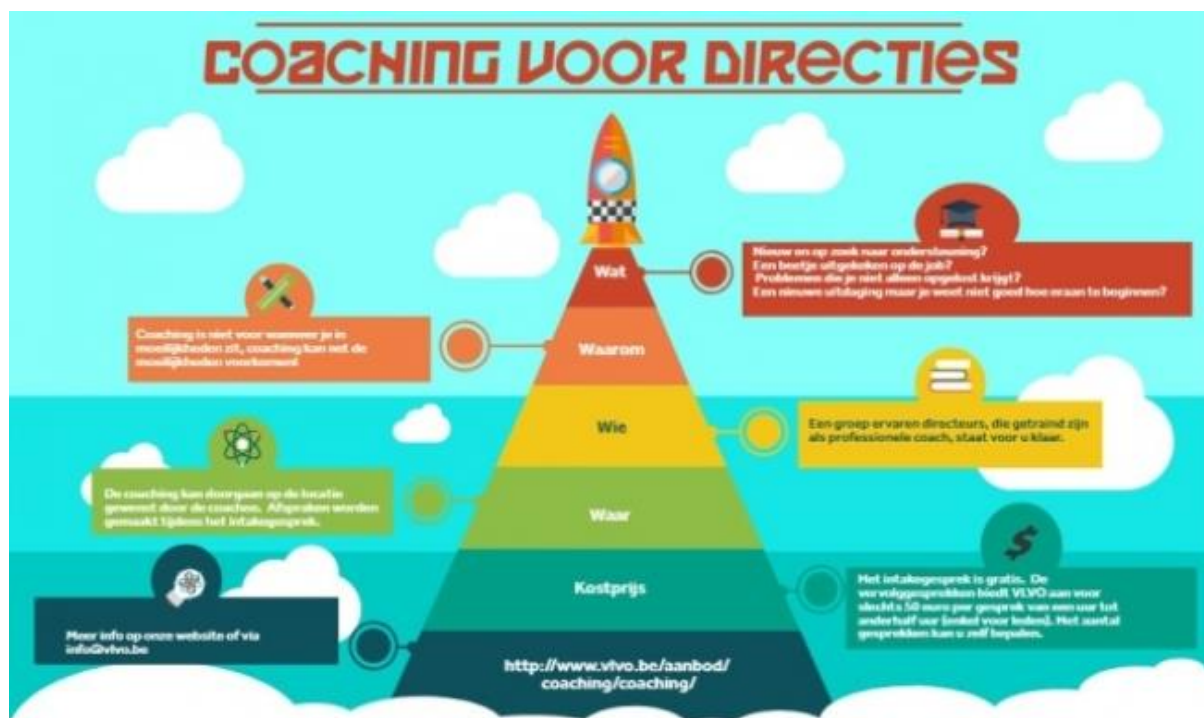 COACHING VOOR DIRECTIES
Wat
Nieuw en op zoek naar ondersteuning?
Een beetje uitgekeken op de job?
Problemen die je niet alleen opgelost krijgt?
Een nieuwe uitdaging maar je weet niet goed hoe eraan te beginnen?
Waarom
Coaching is niet voor wanneer je in
moeilijkheden zit, coaching kan net de
moeilijkheden voorkomen!
Wie
Een groep ervaren directeurs, die getraind zijn
als professionele coach, staat voor u klaar.
Waar
De coaching kan doorgaan op de locatie
gewenst door de coachee. Afspraken worden
gemaakt tijdens het intakegesprek.
Kostprijs
Het intakegesprek is gratis. De
vervolggesprekken biedt VLVO aan voor
slechts 50 euro per gesprek van een uur tot
anderhalf uur (enkel voor leden). Het aantal
gesprekken kan u zelf bepalen.
Meer info op onze website of via
info@vlvo.be
http://www.vlvo.be/aanbod/
coaching/coaching/